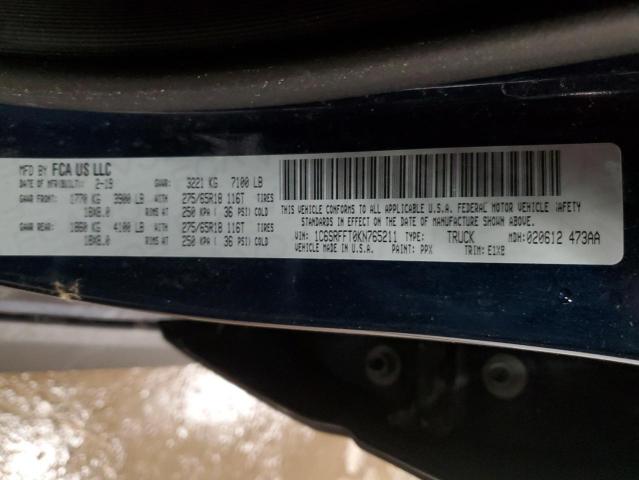 MFD BY FCA US LLC
DATE OF MFR/BUILT: 2-19 GVWR: 3221 KG 7100 LB
GAWR FRONT: 1770 KG 3900 LB WITH 275/65R18 116T TIRES
18X8.0 RIMS AT 250 KPA ( 36 PSI) COLD
GAWR REAR: 1860 KG 4100 LB WITH 275/65R18 116T TIRES
18X8.0 RIMS AT 250 KPA ( 36 PSI) COLD
THIS VEHICLE CONFORMS TO ALL APPLICABLE U.S.A. FEDERAL MOTOR VEHICLE SAFETY
STANDARDS IN EFFECT ON THE DATE OF MANUFACTURE SHOWN ABOVE.
VIN: 1C6SRFFT0KN765211 TYPE: TRUCK MDH: 020612 473AA
VEHICLE MADE IN U.S.A. PAINT: PPX TRIM: E1X8